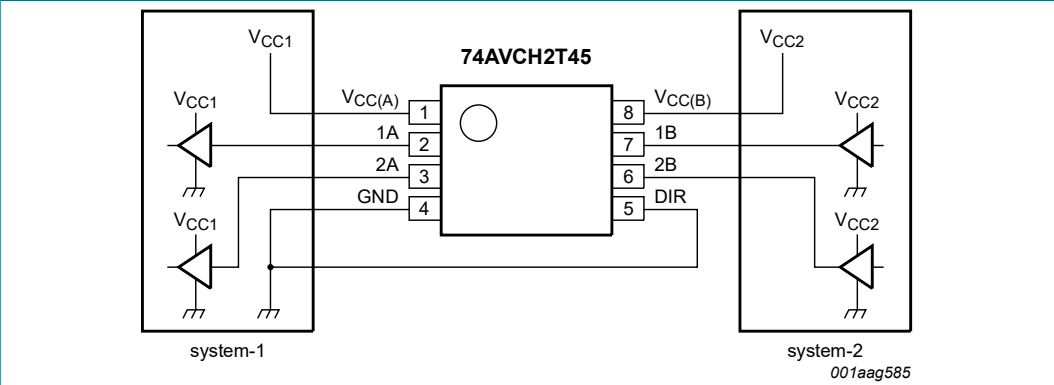 VCC1
VCC2
74AVCH2T45
VCC1
VCC(A)
1
8
VCC(B)
VCC2
1A
2
7
1B
2A
3
6
2B
GND
4
5
DIR
VCC1
VCC2
system-1
system-2
001aag585